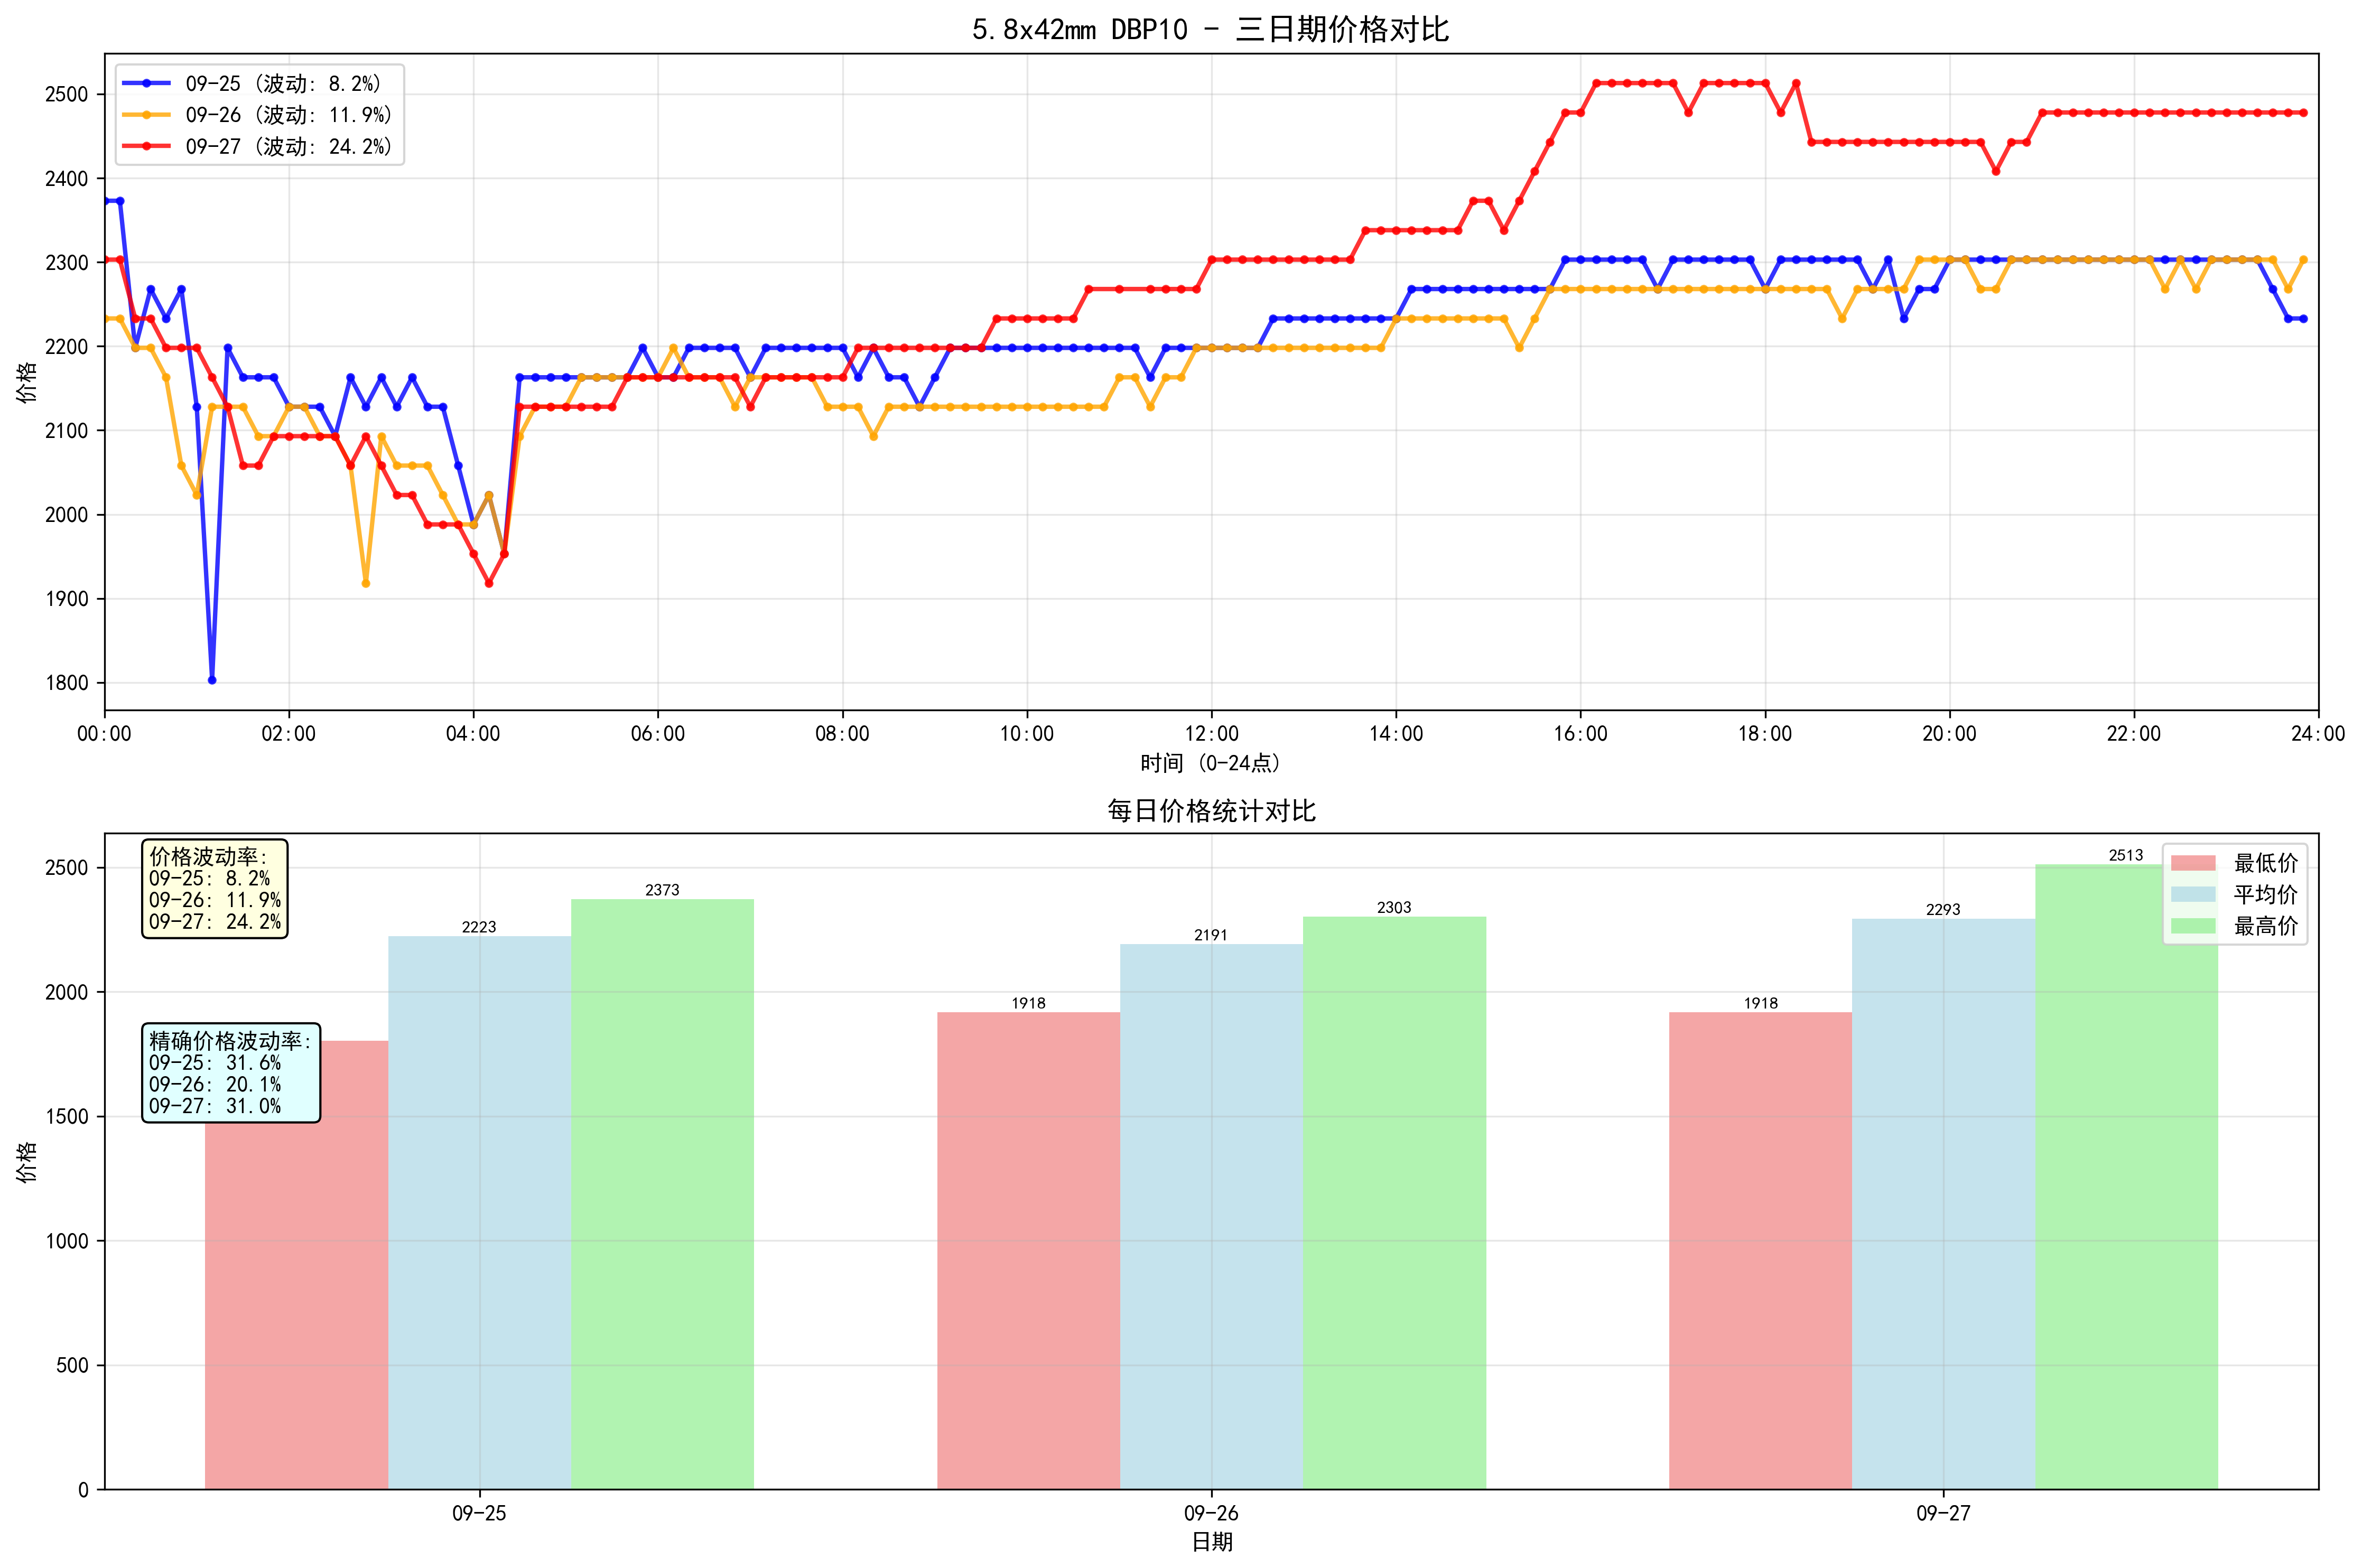 5.8x42mm DBP10 - 三日期价格对比
09-25 (波动: 8.2%)
09-26 (波动: 11.9%)
09-27 (波动: 24.2%)
价格
2500
2400
2300
2200
2100
2000
1900
1800
00:00 02:00 04:00 06:00 08:00 10:00 12:00 14:00 16:00 18:00 20:00 22:00 24:00
时间 (0-24点)
每日价格统计对比
价格波动率:
09-25: 8.2%
09-26: 11.9%
09-27: 24.2%
精确价格波动率:
09-25: 31.6%
09-26: 20.1%
09-27: 31.0%
最低价
平均价
最高价
2223 2373 1918 2191 2303 1918 2293 2513
价格
2500
2000
1500
1000
500
0
09-25 09-26 09-27
日期